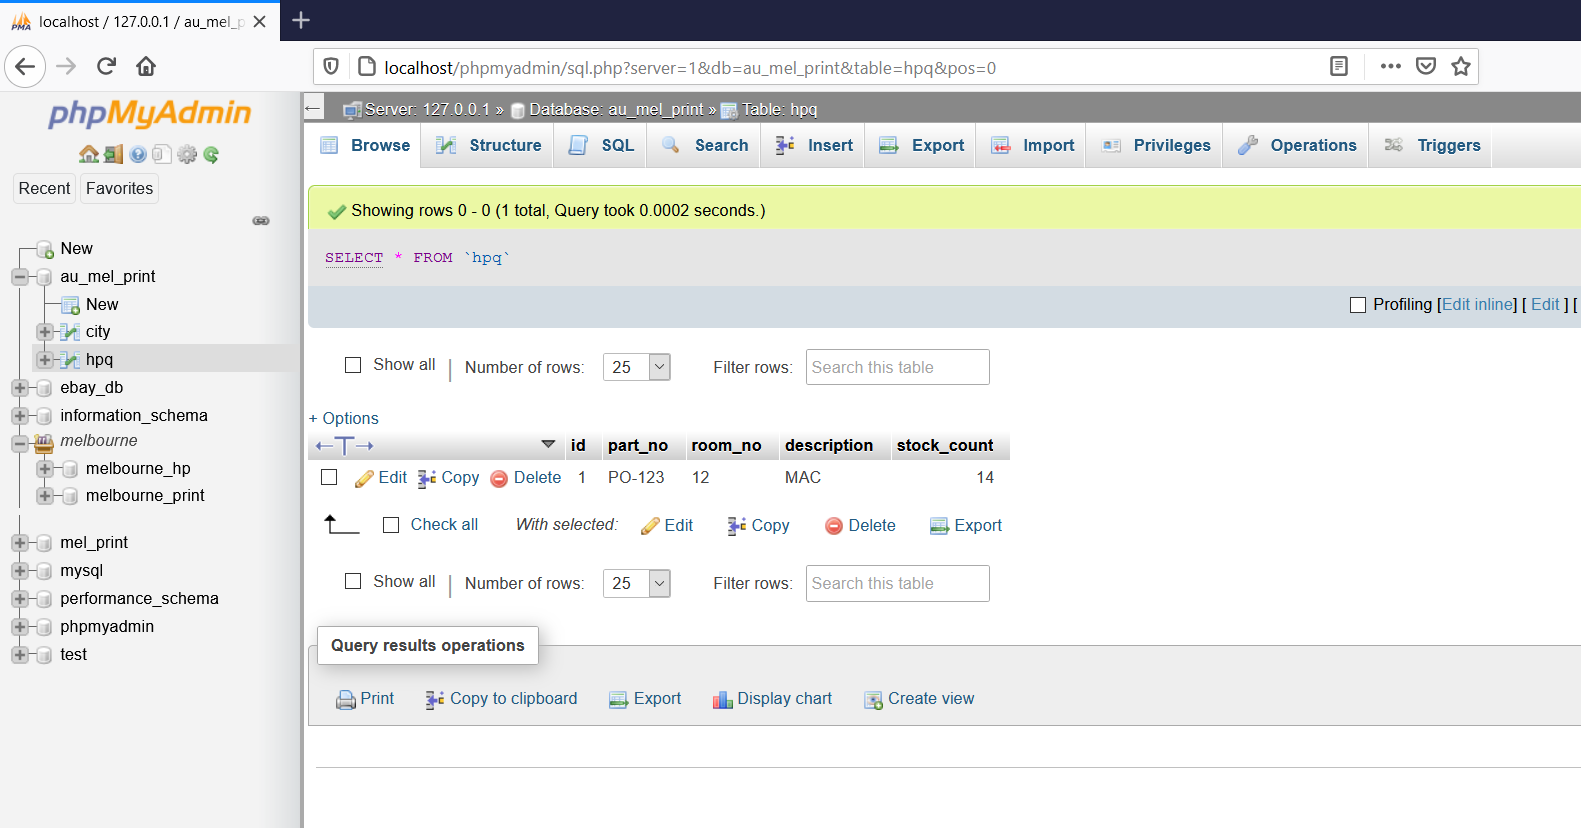 localhost / 127.0.0.1 / au_mel_p
localhost/phpmyadmin/sql.php?server=1&db=au_mel_print&table=hpq&pos=0
phpMyAdmin
Recent
Favorites
New
au_mel_print
New
city
hpq
ebay_db
information_schema
melbourne
melbourne_hp
melbourne_print
mel_print
mysql
performance_schema
phpmyadmin
test
Server: 127.0.0.1 » Database: au_mel_print » Table: hpq
Browse Structure SQL Search Insert Export Import Privileges Operations Triggers
Showing rows 0 - 0 (1 total, Query took 0.0002 seconds.)
SELECT * FROM `hpq`
Profiling [Edit inline] [ Edit ] [
Show all | Number of rows: 25 Filter rows: Search this table
+ Options
←T→ id part_no room_no description stock_count
Edit Copy Delete 1 PO-123 12 MAC 14
Check all With selected: Edit Copy Delete Export
Show all | Number of rows: 25 Filter rows: Search this table
Query results operations
Print Copy to clipboard Export Display chart Create view